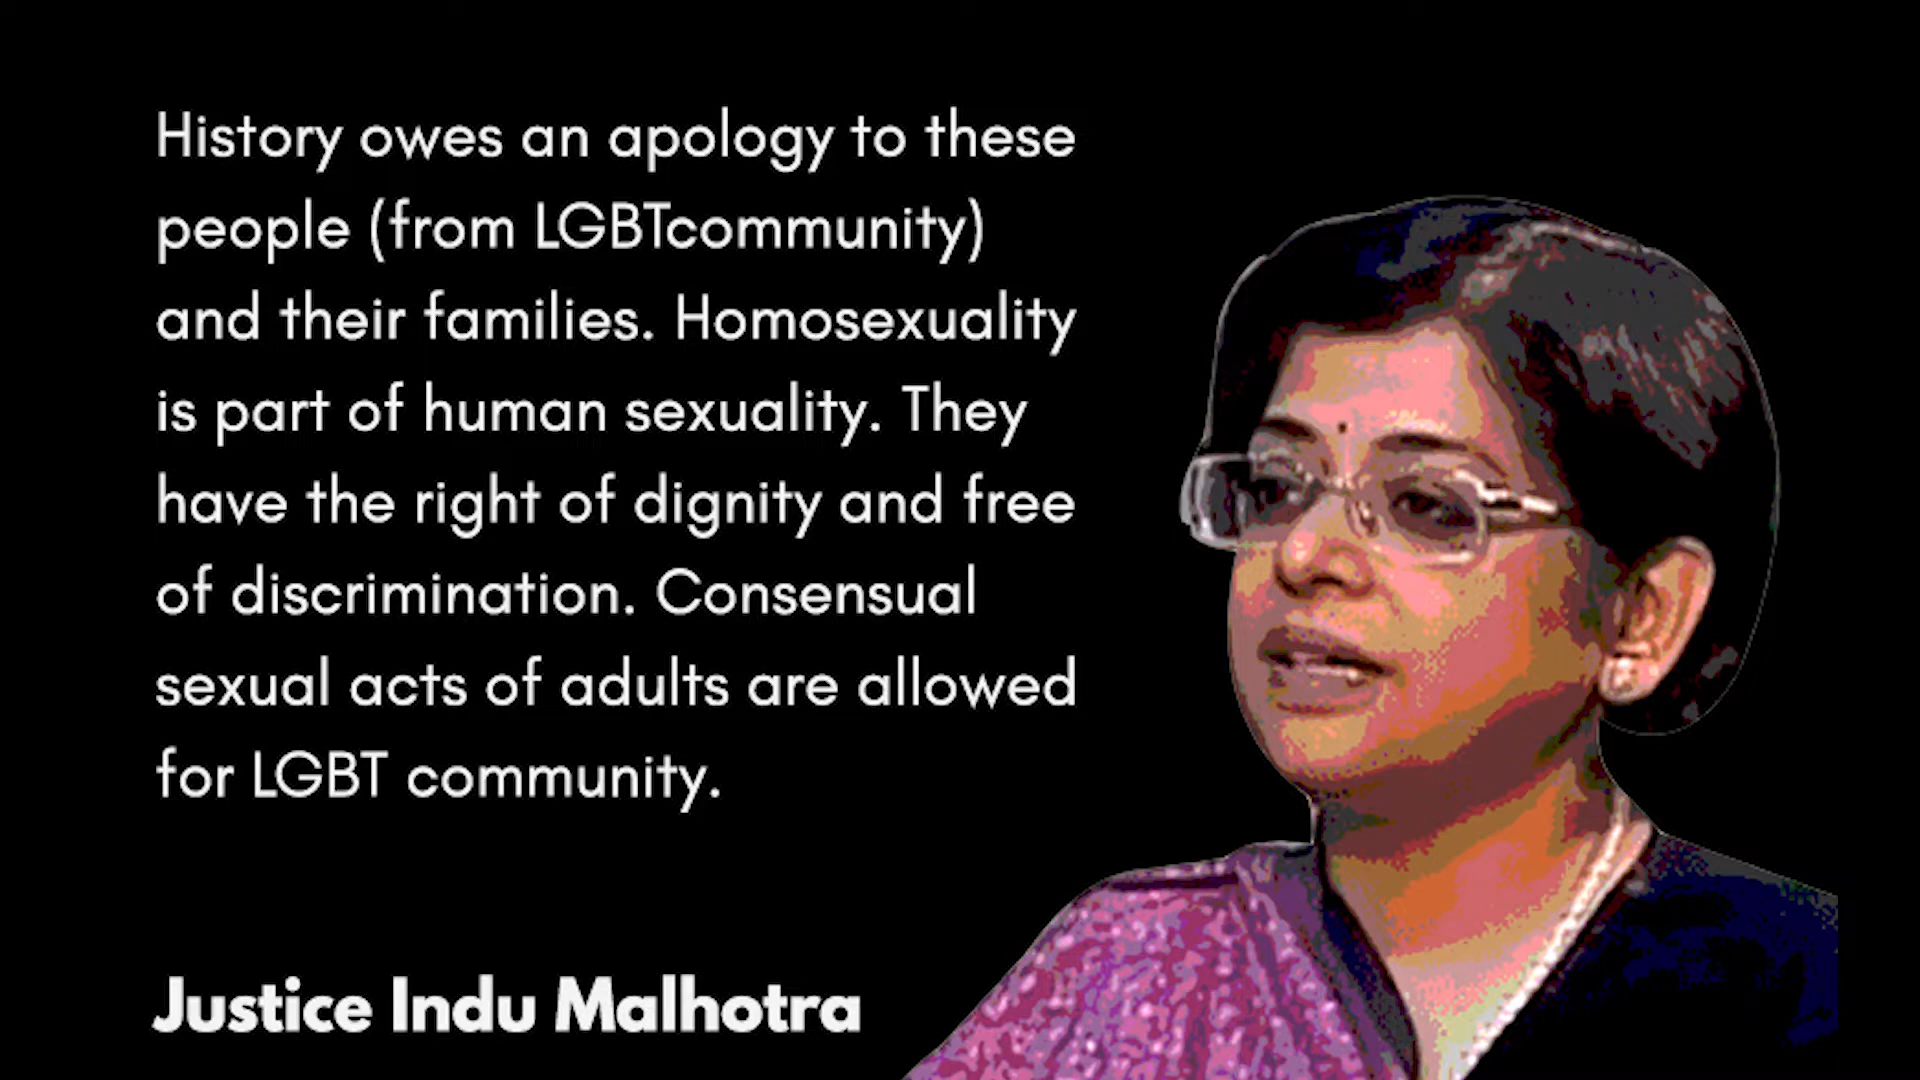 History owes an apology to these
people (from LGBTcommunity)
and their families. Homosexuality
is part of human sexuality. They
have the right of dignity and free
of discrimination. Consensual
sexual acts of adults are allowed
for LGBT community.
Justice Indu Malhotra